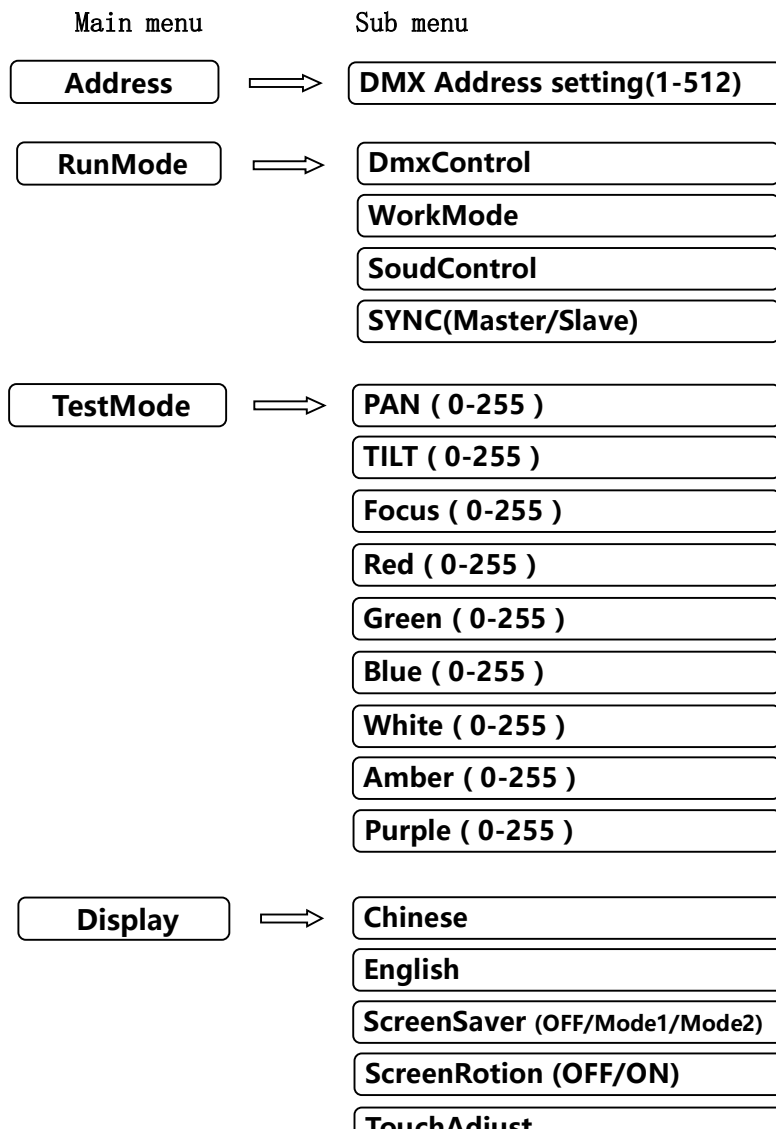 Main menu Sub menu
Address DMX Address setting(1-512)
RunMode DmxControl
WorkMode
SoudControl
SYNC(Master/Slave)
TestMode PAN ( 0-255 )
TILT ( 0-255 )
Focus ( 0-255 )
Red ( 0-255 )
Green ( 0-255 )
Blue ( 0-255 )
White ( 0-255 )
Amber ( 0-255 )
Purple ( 0-255 )
Display Chinese
English
ScreenSaver (OFF/Mode1/Mode2)
ScreenRotion (OFF/ON)
TouchAdjust